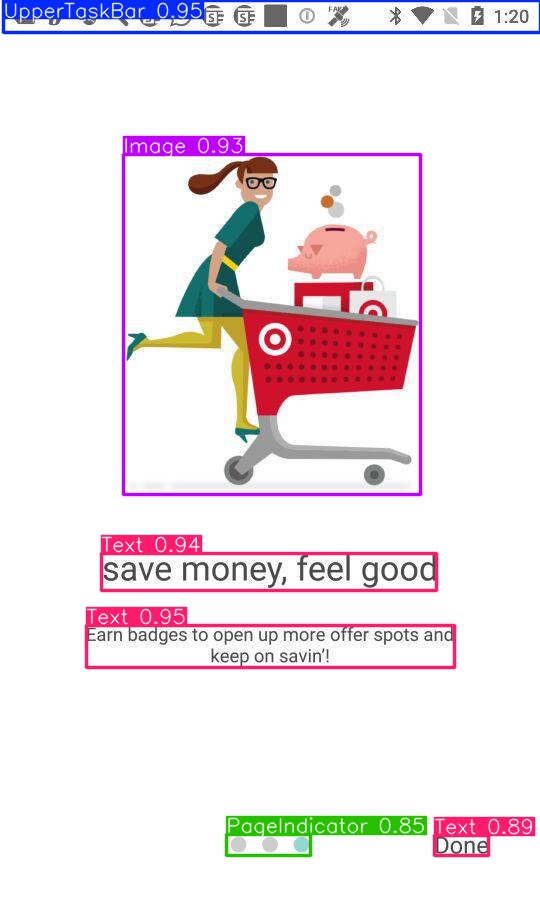 UpperTaskBar 0.95
1:20
Image 0.93
Text 0.94
save money, feel good
Text 0.95
Earn badges to open up more offer spots and
keep on savin'!
PageIndicator 0.85
Text 0.89
Done